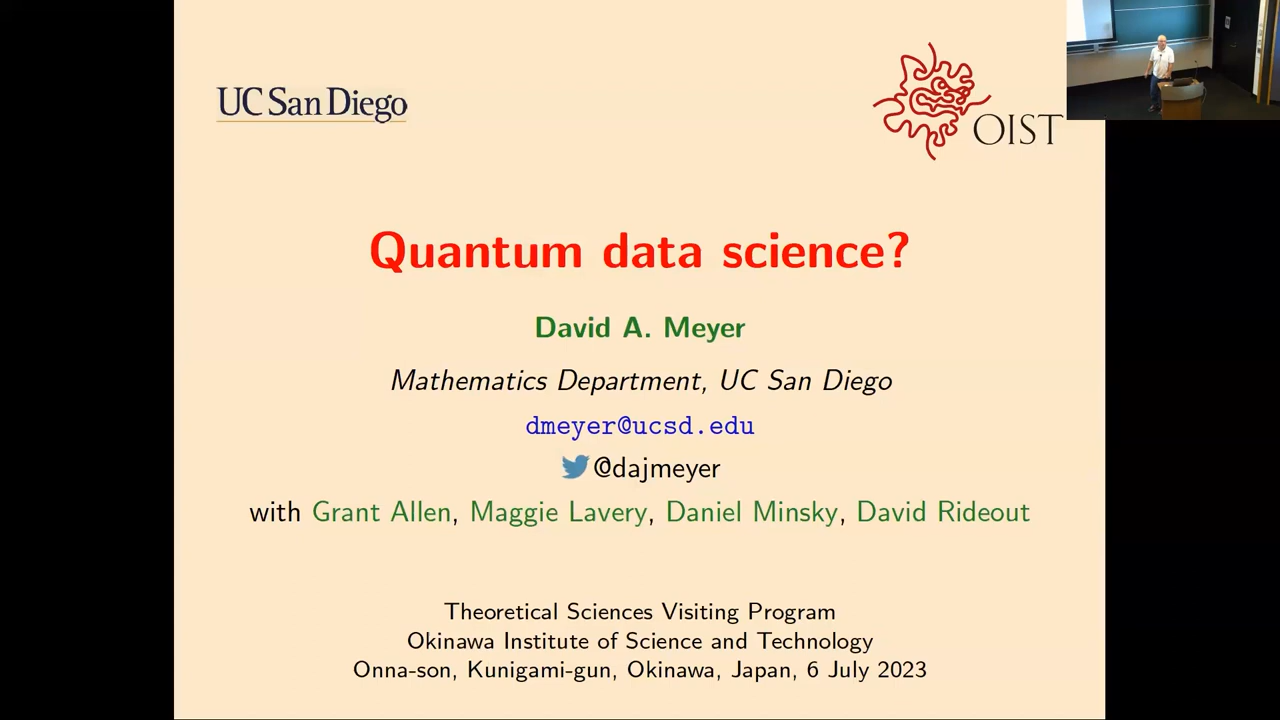 UC San Diego
OIST
Quantum data science?
David A. Meyer
Mathematics Department, UC San Diego
dmeyer@ucsd.edu
@dajmeyer
with Grant Allen, Maggie Lavery, Daniel Minsky, David Rideout
Theoretical Sciences Visiting Program
Okinawa Institute of Science and Technology
Onna-son, Kunigami-gun, Okinawa, Japan, 6 July 2023